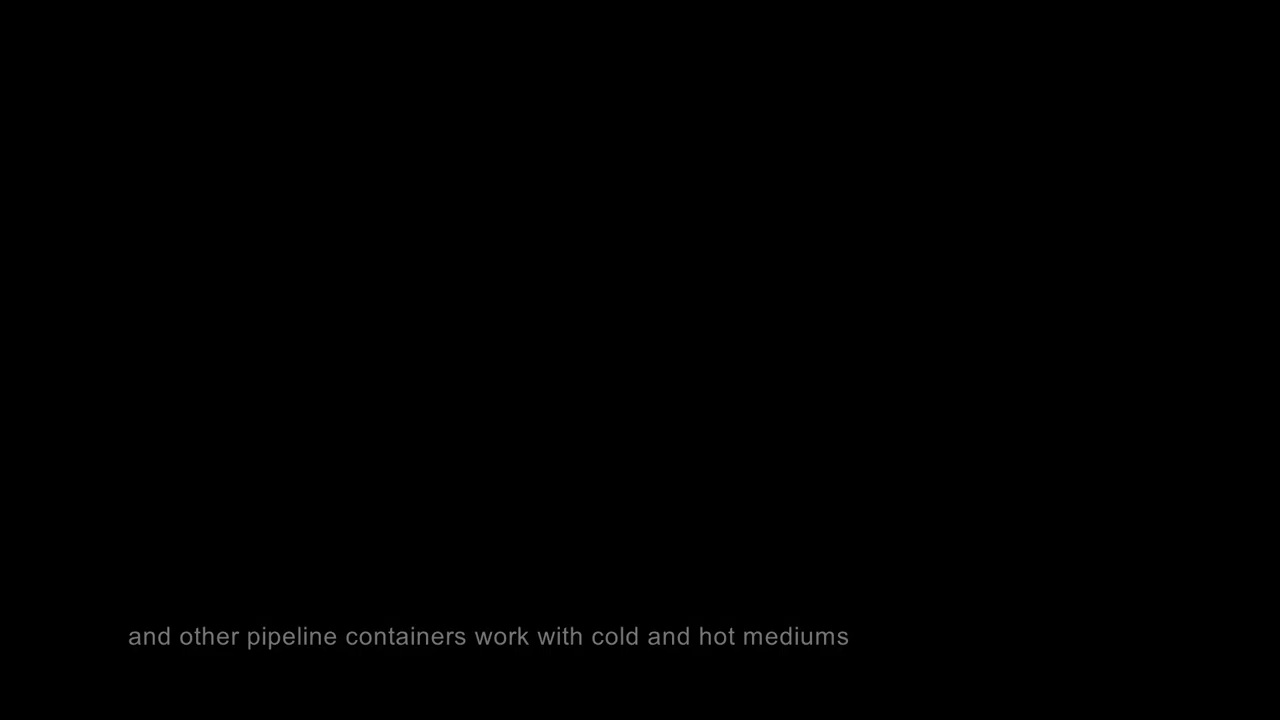 and other pipeline containers work with cold and hot mediums